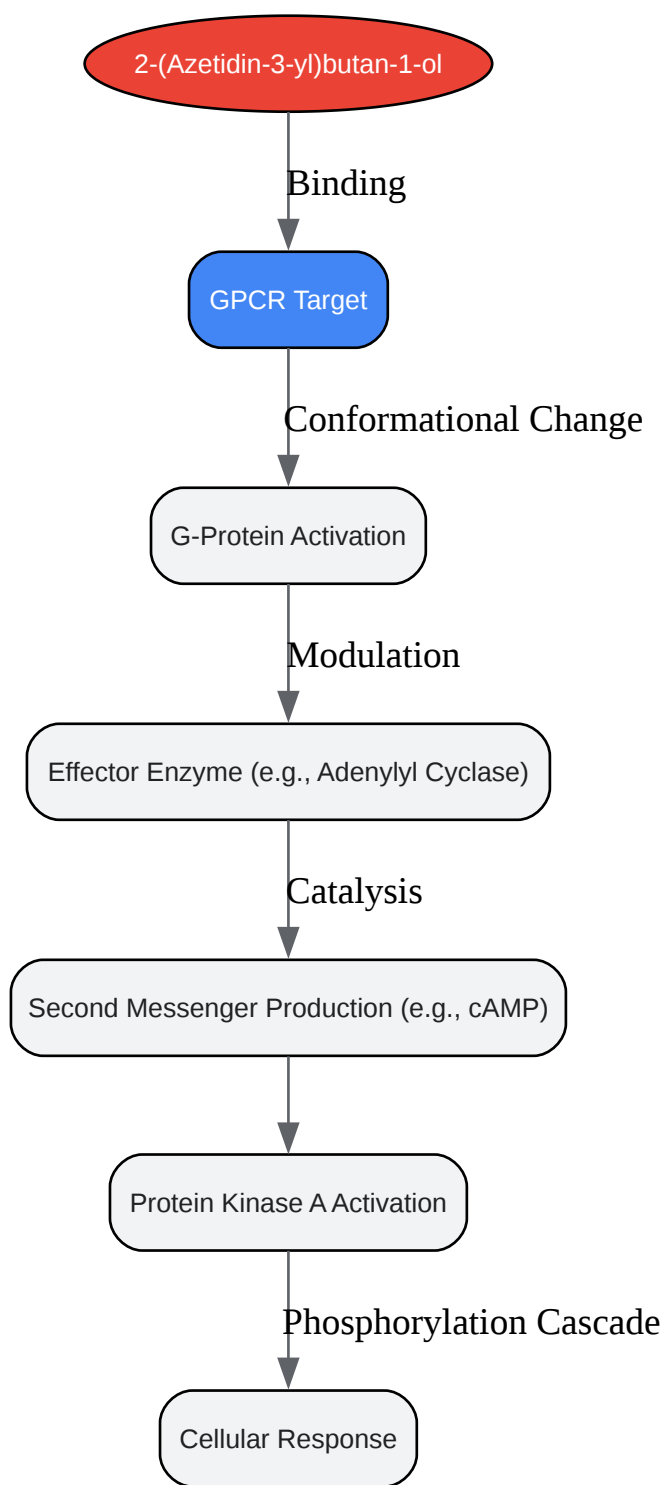 2-(Azetidin-3-yl)butan-1-ol
Binding
GPCR Target
Conformational Change
G-Protein Activation
Modulation
Effector Enzyme (e.g., Adenylyl Cyclase)
Catalysis
Second Messenger Production (e.g., cAMP)
Protein Kinase A Activation
Phosphorylation Cascade
Cellular Response